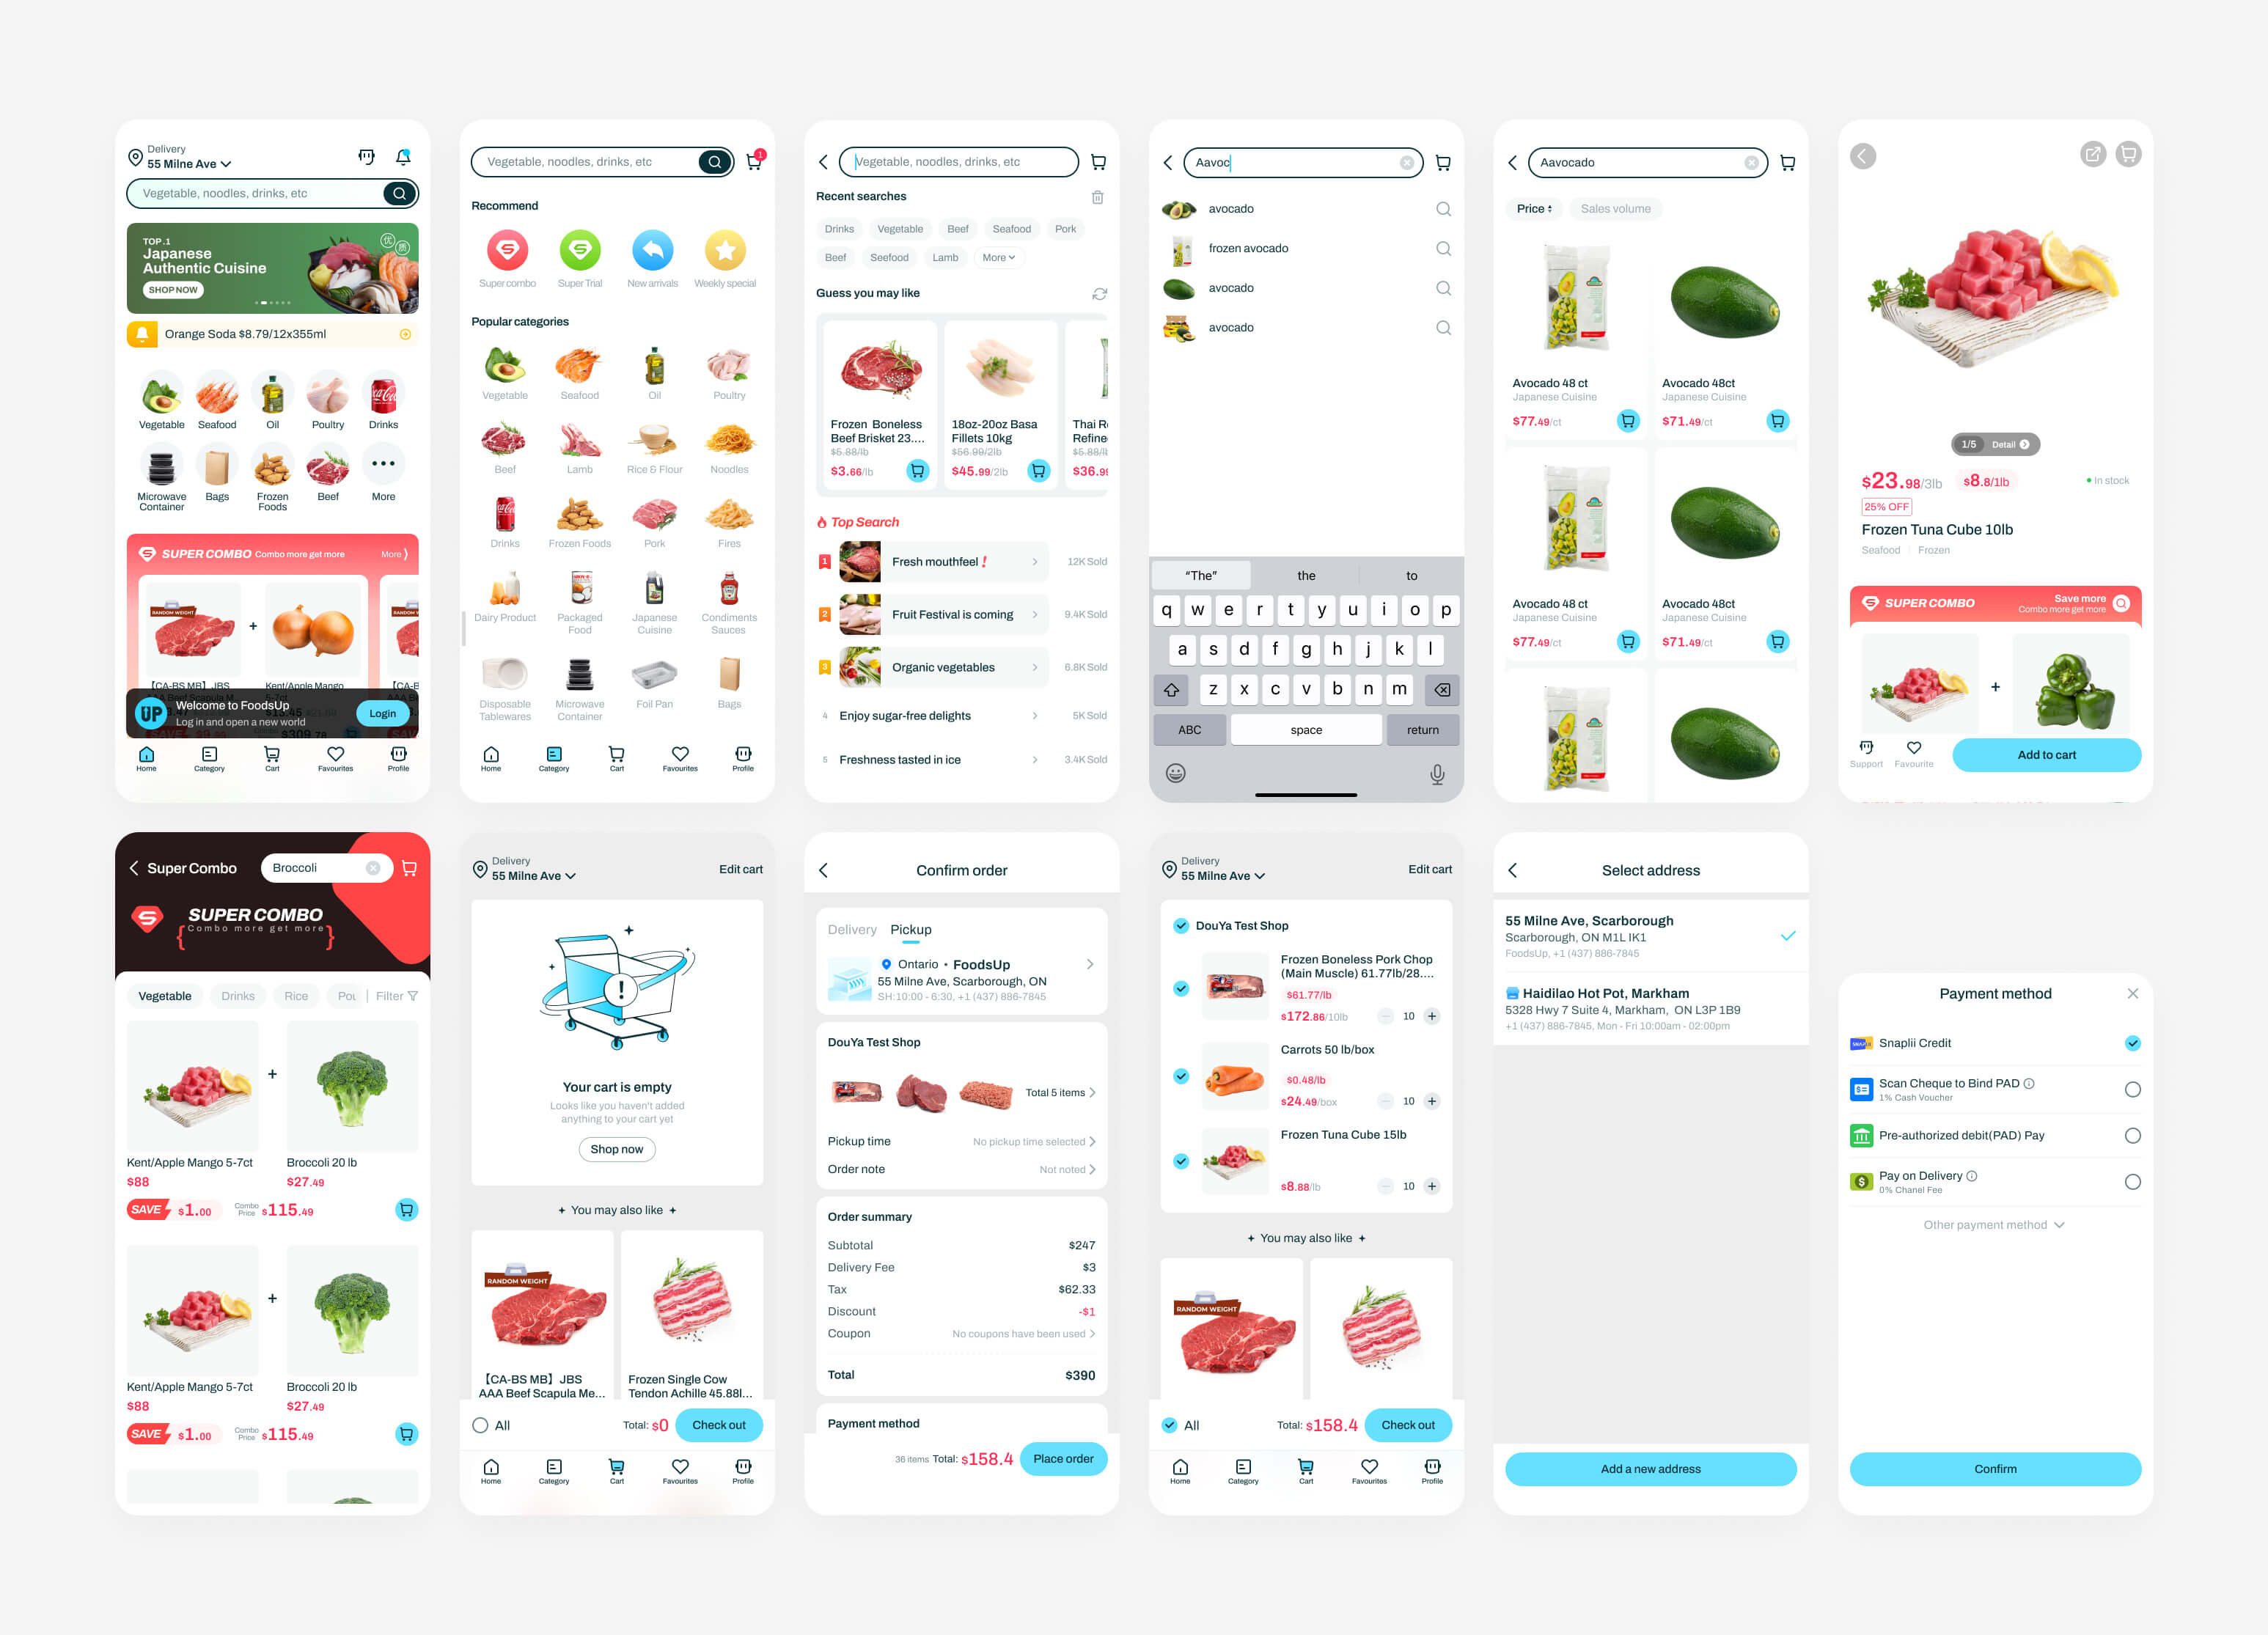 Delivery
55 Milne Ave
Vegetable, noodles, drinks, etc
TOP .1
Japanese
Authentic Cuisine
SHOP NOW
优
质
Orange Soda $8.79/12x355ml
Vegetable
Seafood
Oil
Poultry
Drinks
Microwave Container
Bags
Frozen Foods
Beef
More
SUPER COMBO Combo more get more More
RANDOM WEIGHT
+
RANDOM
【CA-BS MB】JBS
Kent/Apple Mango
【CA-B
UP
Welcome to FoodsUp
Log in and open a new world
Login
Home
Category
Cart
Favourites
Profile
Vegetable, noodles, drinks, etc
1
Recommend
Super combo
Super Trial
New arrivals
Weekly special
Popular categories
Vegetable
Seafood
Oil
Poultry
Beef
Lamb
Rice & Flour
Noodles
Drinks
Frozen Foods
Pork
Fires
Dairy Product
Packaged Food
Japanese Cuisine
Condiments Sauces
Disposable Tablewares
Microwave Container
Foil Pan
Bags
Home
Category
Cart
Favourites
Profile
Vegetable, noodles, drinks, etc
Recent searches
Drinks
Vegetable
Beef
Seafood
Pork
Beef
Seefood
Lamb
More
Guess you may like
Frozen Boneless
Beef Brisket 23....
$5.88/lb
$3.66/lb
18oz-20oz Basa
Fillets 10kg
$56.99/2lb
$45.99/2lb
Thai R
Refine
$5.88/lb
$36.99
Top Search
1 Fresh mouthfeel ! 12K Sold
2 Fruit Festival is coming 9.4K Sold
3 Organic vegetables 6.8K Sold
4 Enjoy sugar-free delights 5K Sold
5 Freshness tasted in ice 3.4K Sold
Aavoc
avocado
frozen avocado
avocado
avocado
“The” the to
q w e r t y u i o p
a s d f g h j k l
z x c v b n m
ABC space return
Aavocado
Price
Sales volume
Avocado 48 ct
Japanese Cuisine
$77.49/ct
Avocado 48ct
Japanese Cuisine
$71.49/ct
Avocado 48 ct
Japanese Cuisine
$77.49/ct
Avocado 48ct
Japanese Cuisine
$71.49/ct
1/5 Detail
$23.98/3lb $8.8/1lb In stock
25% OFF
Frozen Tuna Cube 10lb
Seafood Frozen
SUPER COMBO
Save more
Combo more get more
+
Support
Favourite
Add to cart
Super Combo
Broccoli
SUPER COMBO
{Combo more get more}
Vegetable
Drinks
Rice
Pou
Filter
+
Kent/Apple Mango 5-7ct
$88
Broccoli 20 lb
$27.49
SAVE $1.00 Combo Price $115.49
+
Kent/Apple Mango 5-7ct
$88
Broccoli 20 lb
$27.49
SAVE $1.00 Combo Price $115.49
Delivery
55 Milne Ave
Edit cart
!
Your cart is empty
Looks like you haven't added
anything to your cart yet
Shop now
You may also like
RANDOM WEIGHT
【CA-BS MB】JBS
AAA Beef Scapula Me...
Frozen Single Cow
Tendon Achille 45.88l...
All
Total: $0
Check out
Home
Category
Cart
Favourites
Profile
Confirm order
Delivery Pickup
Ontario • FoodsUp
55 Milne Ave, Scarborough, ON
SH:10:00 - 6:30, +1 (437) 886-7845
DouYa Test Shop
Total 5 items
Pickup time No pickup time selected
Order note Not noted
Order summary
Subtotal $247
Delivery Fee $3
Tax $62.33
Discount -$1
Coupon No coupons have been used
Total $390
Payment method
36 items Total: $158.4
Place order
Delivery
55 Milne Ave
Edit cart
DouYa Test Shop
Frozen Boneless Pork Chop
(Main Muscle) 61.77lb/28....
$61.77/lb
$172.86/10lb
10 +
Carrots 50 lb/box
$0.48/lb
$24.49/box
10 +
Frozen Tuna Cube 15lb
$8.88/lb
10 +
You may also like
RANDOM WEIGHT
All
Total: $158.4
Check out
Home
Category
Cart
Favourites
Profile
Select address
55 Milne Ave, Scarborough
Scarborough, ON M1L IK1
FoodsUp, +1 (437) 886-7845
Haidilao Hot Pot, Markham
5328 Hwy 7 Suite 4, Markham, ON L3P 1B9
+1 (437) 886-7845, Mon - Fri 10:00am - 02:00pm
Add a new address
Payment method
Snaplii Credit
Scan Cheque to Bind PAD
1% Cash Voucher
Pre-authorized debit(PAD) Pay
Pay on Delivery
0% Chanel Fee
Other payment method
Confirm